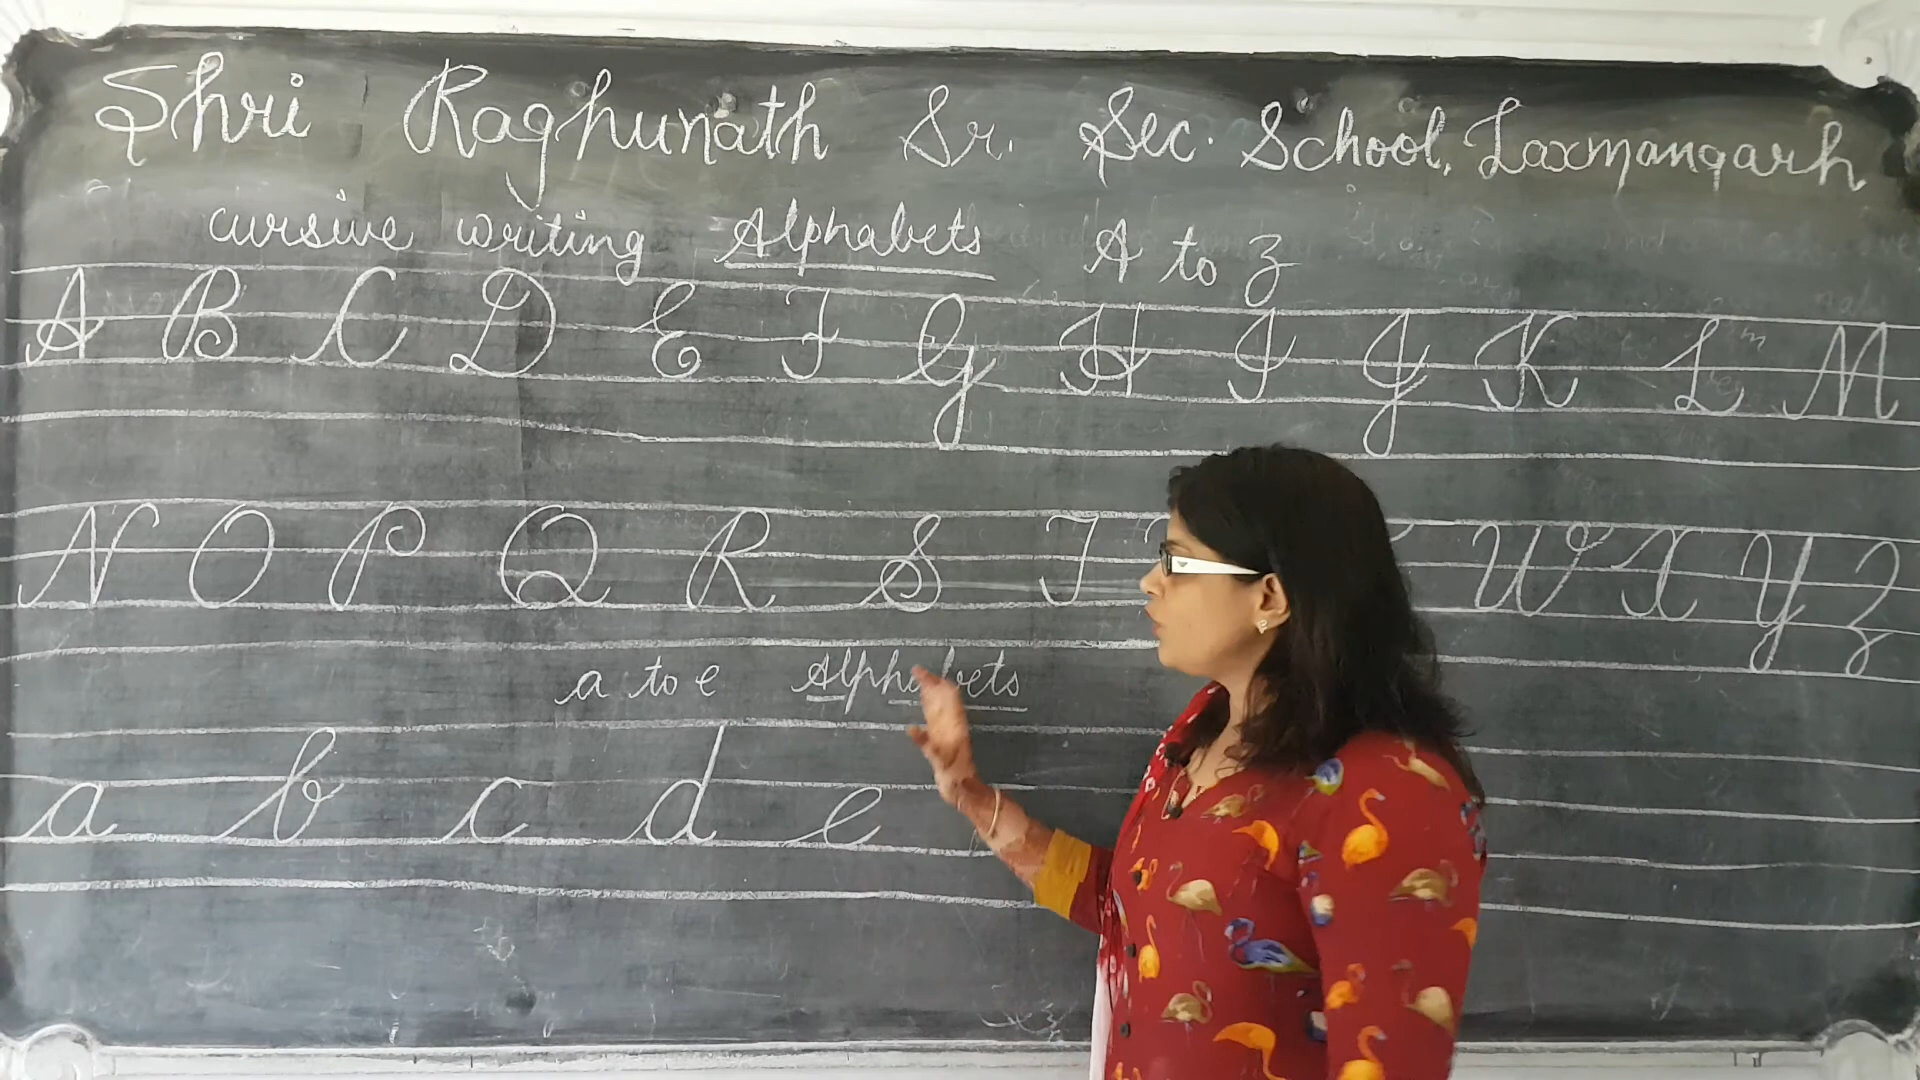 Shri Raghunath Sr. Sec. School, Laxmangarh
cursive writing Alphabets A to Z
A B C D E F G H I J K L M
N O P Q R S T W X Y Z
a to e Alphabets
a b c d e